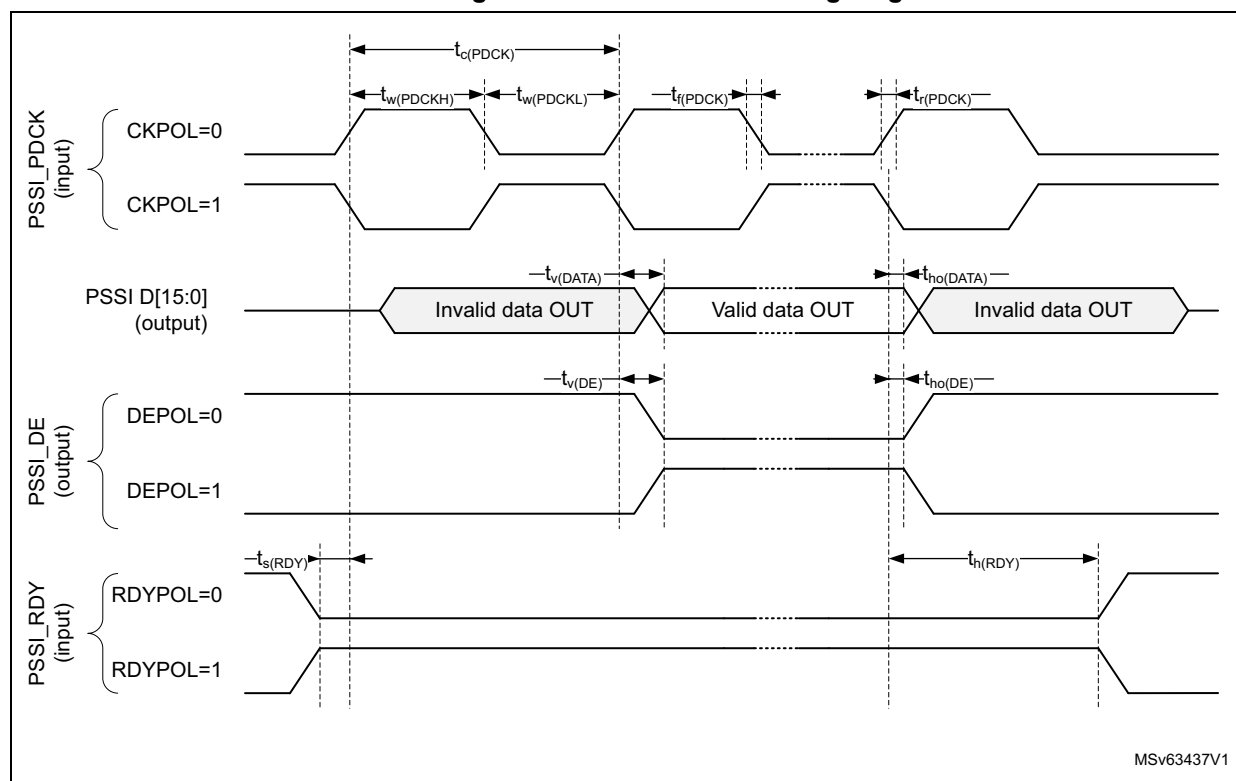 t_c(PDCK)
t_w(PDCKH) t_w(PDCKL) t_f(PDCK) t_r(PDCK)
PSSI_PDCK
(input)
CKPOL=0
CKPOL=1
t_v(DATA) t_ho(DATA)
PSSI D[15:0]
(output)
Invalid data OUT Valid data OUT Invalid data OUT
t_v(DE) t_ho(DE)
PSSI_DE
(output)
DEPOL=0
DEPOL=1
t_s(RDY) t_h(RDY)
PSSI_RDY
(input)
RDYPOL=0
RDYPOL=1
MSv63437V1